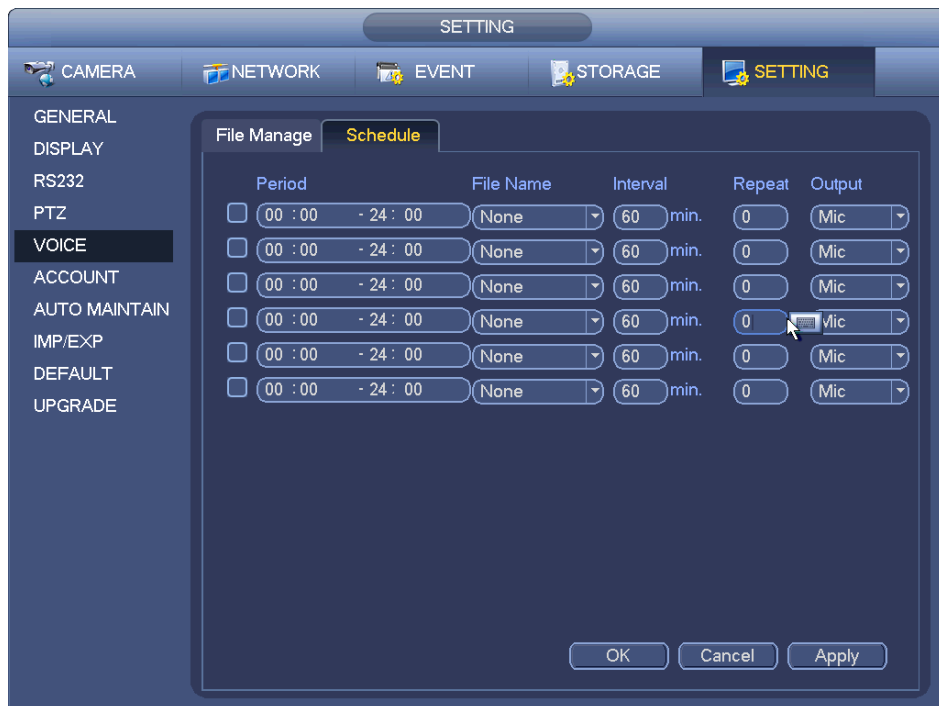 SETTING
CAMERA NETWORK EVENT STORAGE SETTING
GENERAL
DISPLAY
RS232
PTZ
VOICE
ACCOUNT
AUTO MAINTAIN
IMP/EXP
DEFAULT
UPGRADE
File Manage Schedule
Period File Name Interval Repeat Output
00 : 00 - 24 : 00 None 60 min. 0 Mic
00 : 00 - 24 : 00 None 60 min. 0 Mic
00 : 00 - 24 : 00 None 60 min. 0 Mic
00 : 00 - 24 : 00 None 60 min. 0 Mic
00 : 00 - 24 : 00 None 60 min. 0 Mic
00 : 00 - 24 : 00 None 60 min. 0 Mic
OK Cancel Apply